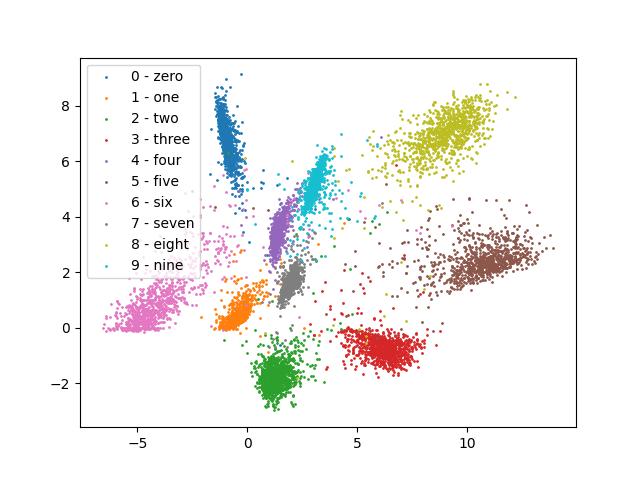 0 - zero
1 - one
2 - two
3 - three
4 - four
5 - five
6 - six
7 - seven
8 - eight
9 - nine
8
6
4
2
0
−2
−5
0
5
10